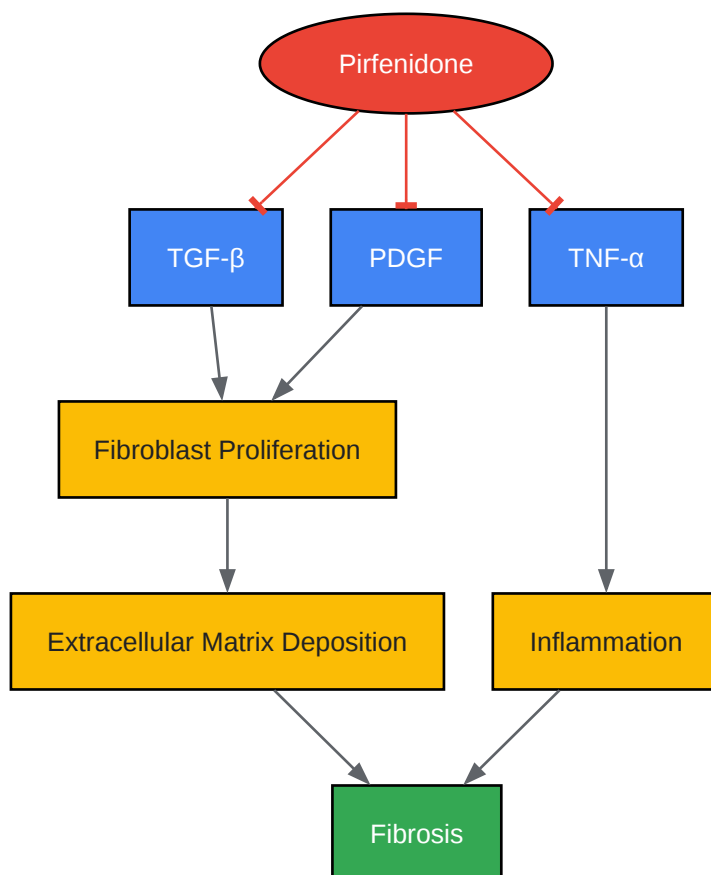 Pirfenidone
TGF-β
PDGF
TNF-α
Fibroblast Proliferation
Extracellular Matrix Deposition
Inflammation
Fibrosis